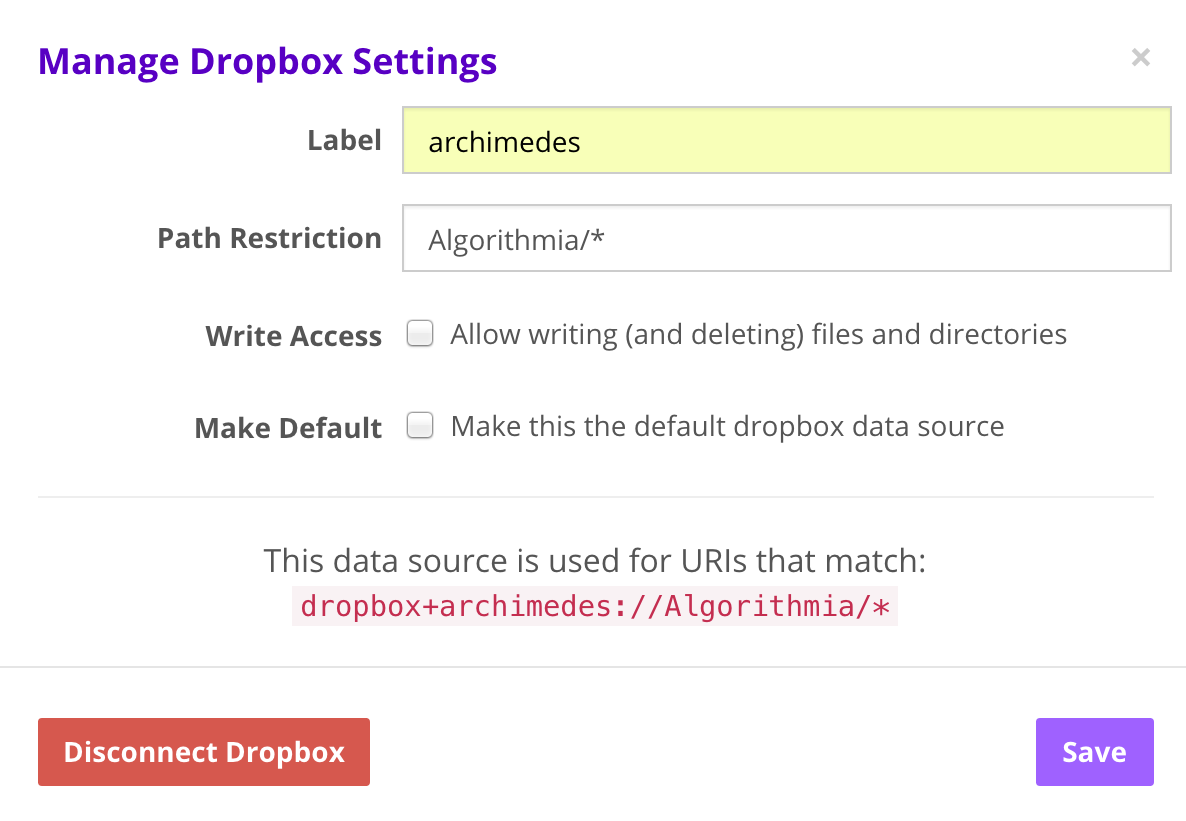 Manage Dropbox Settings ×
Label archimedes
Path Restriction Algorithmia/*
Write Access Allow writing (and deleting) files and directories
Make Default Make this the default dropbox data source
This data source is used for URIs that match:
dropbox+archimedes://Algorithmia/*
Disconnect Dropbox Save